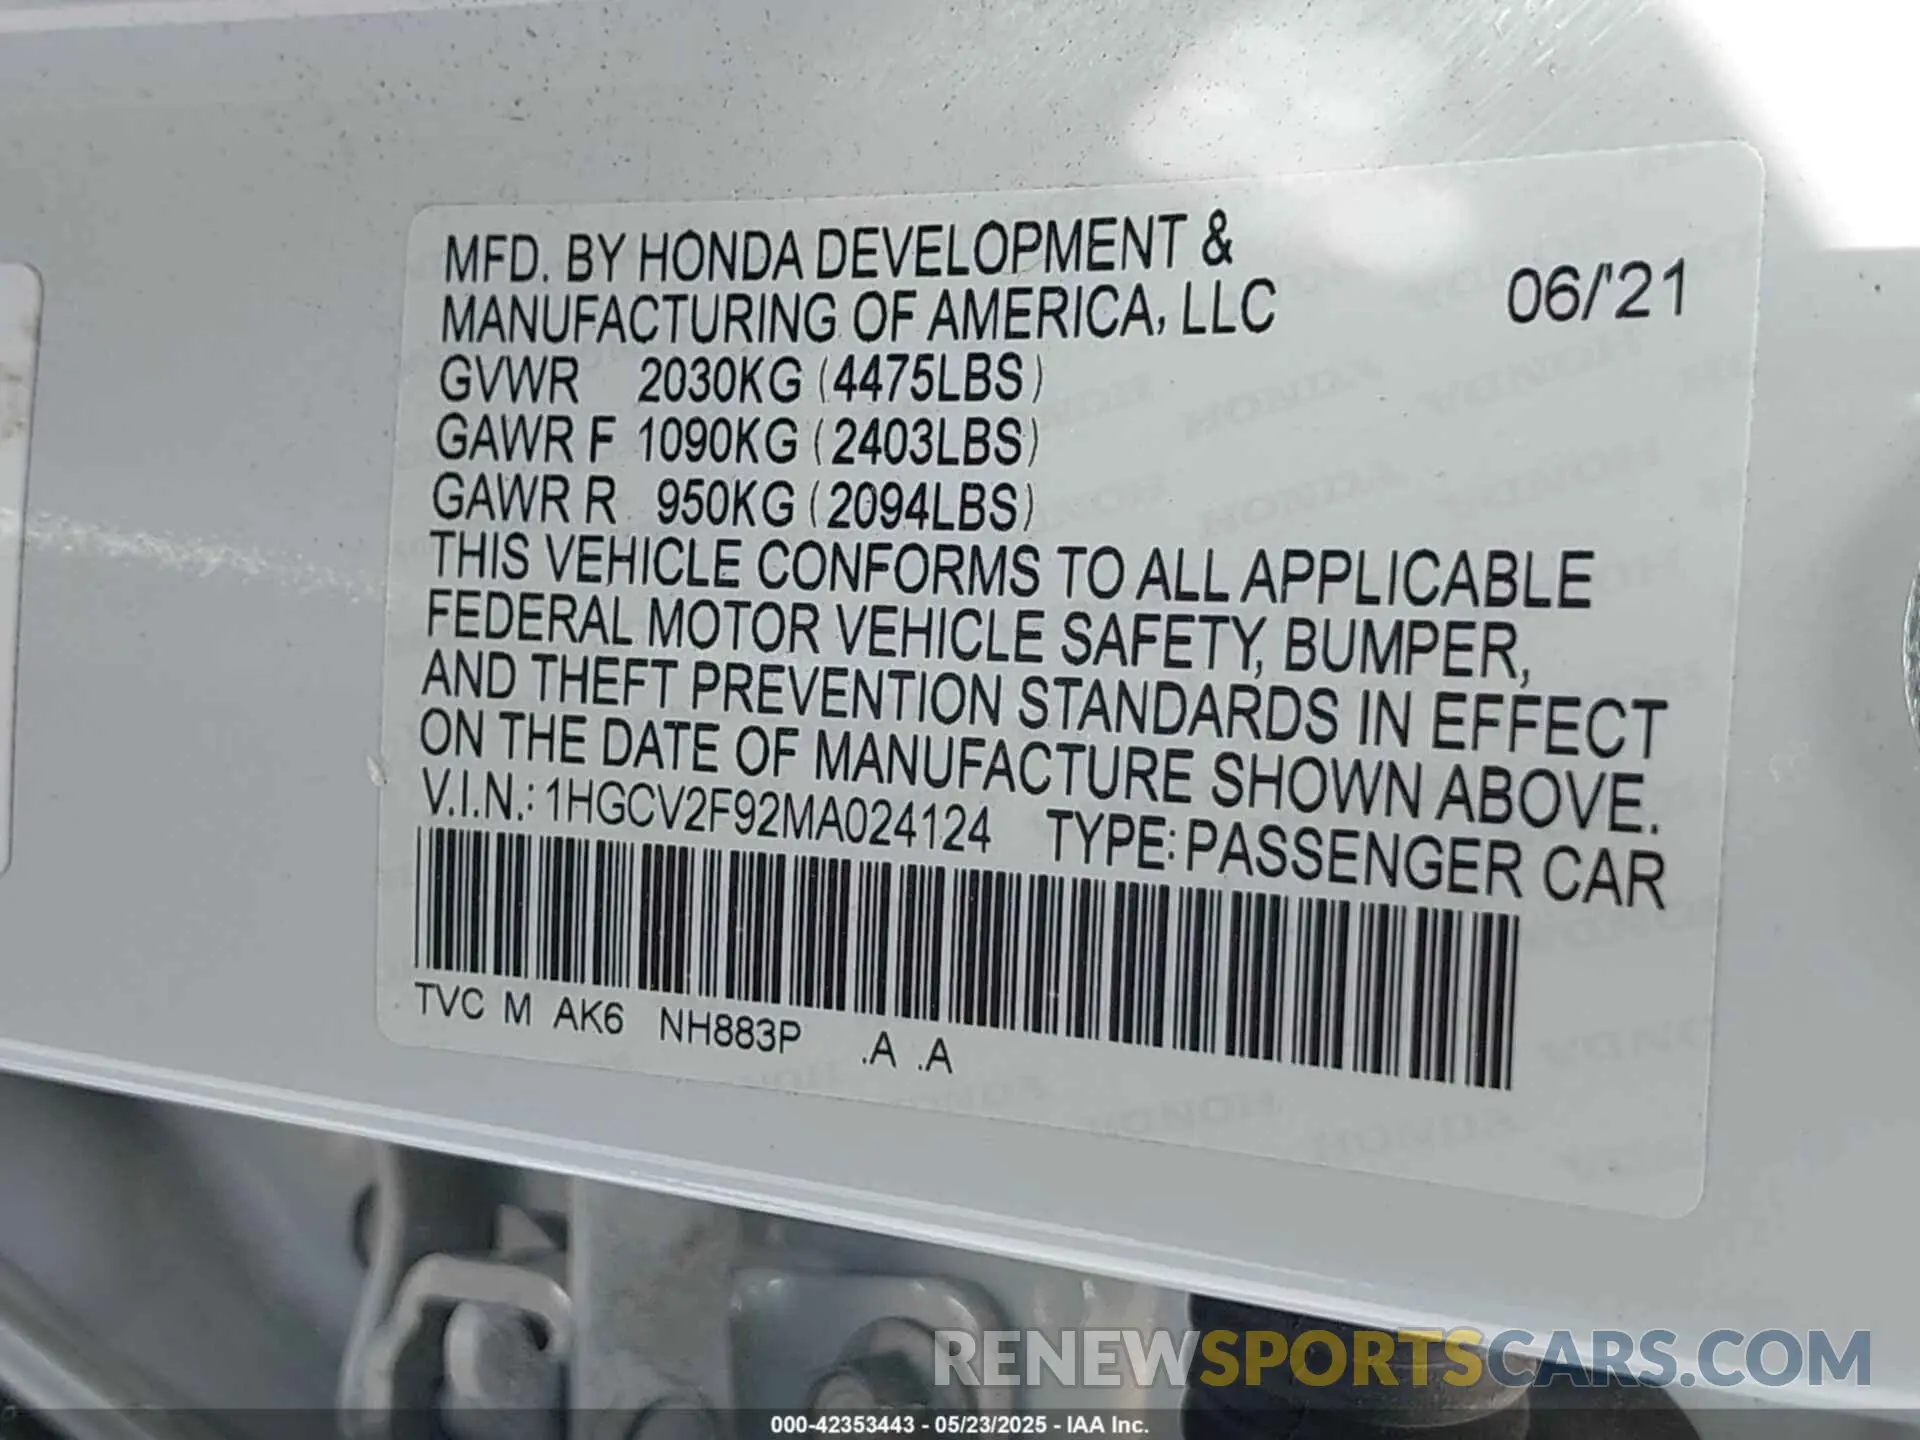 MFD. BY HONDA DEVELOPMENT &
MANUFACTURING OF AMERICA, LLC 06/'21
GVWR 2030KG (4475LBS)
GAWR F 1090KG (2403LBS)
GAWR R 950KG (2094LBS)
THIS VEHICLE CONFORMS TO ALL APPLICABLE
FEDERAL MOTOR VEHICLE SAFETY, BUMPER,
AND THEFT PREVENTION STANDARDS IN EFFECT
ON THE DATE OF MANUFACTURE SHOWN ABOVE.
V.I.N.: 1HGCV2F92MA024124 TYPE: PASSENGER CAR
TVC M AK6 NH883P .A .A
RENEWSPORTSCARS.COM
000-42353443 - 05/23/2025 - IAA Inc.